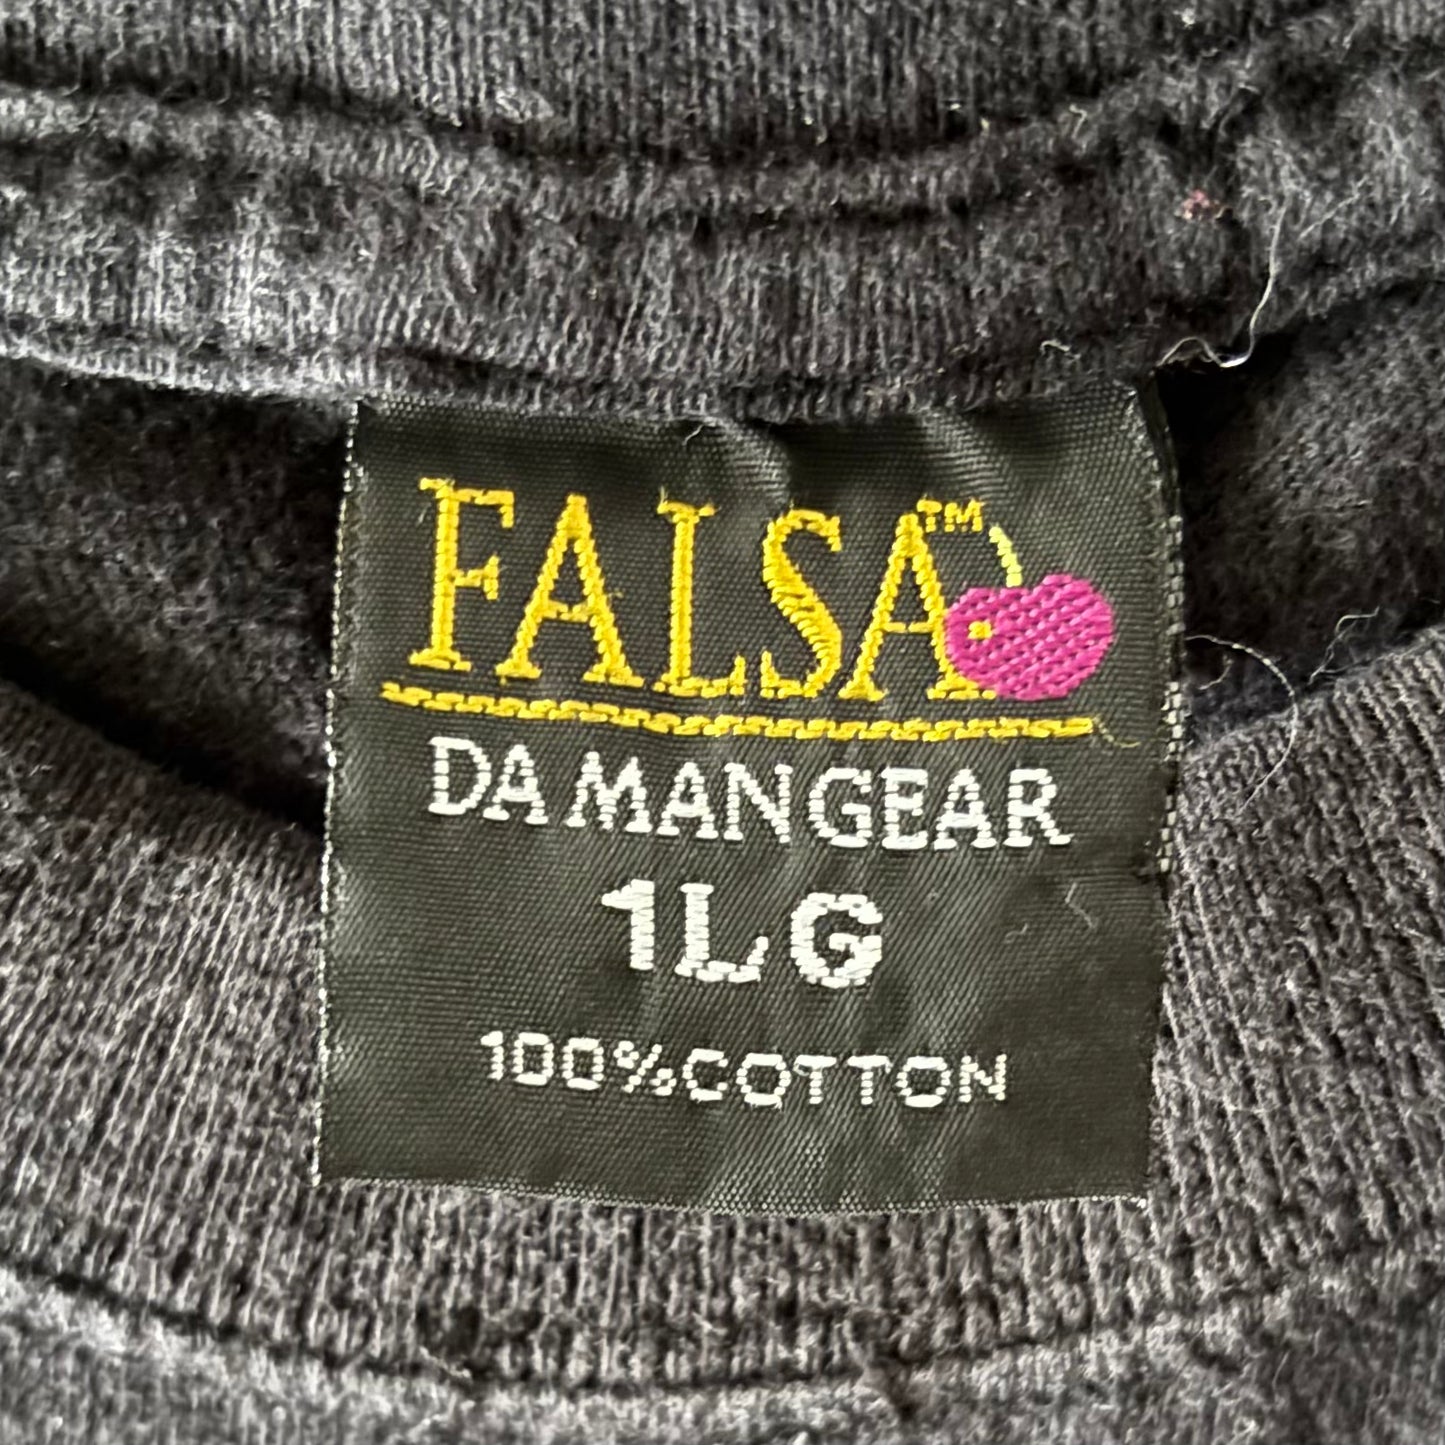 FALSA™
DA MAN GEAR
1LG
100% COTTON